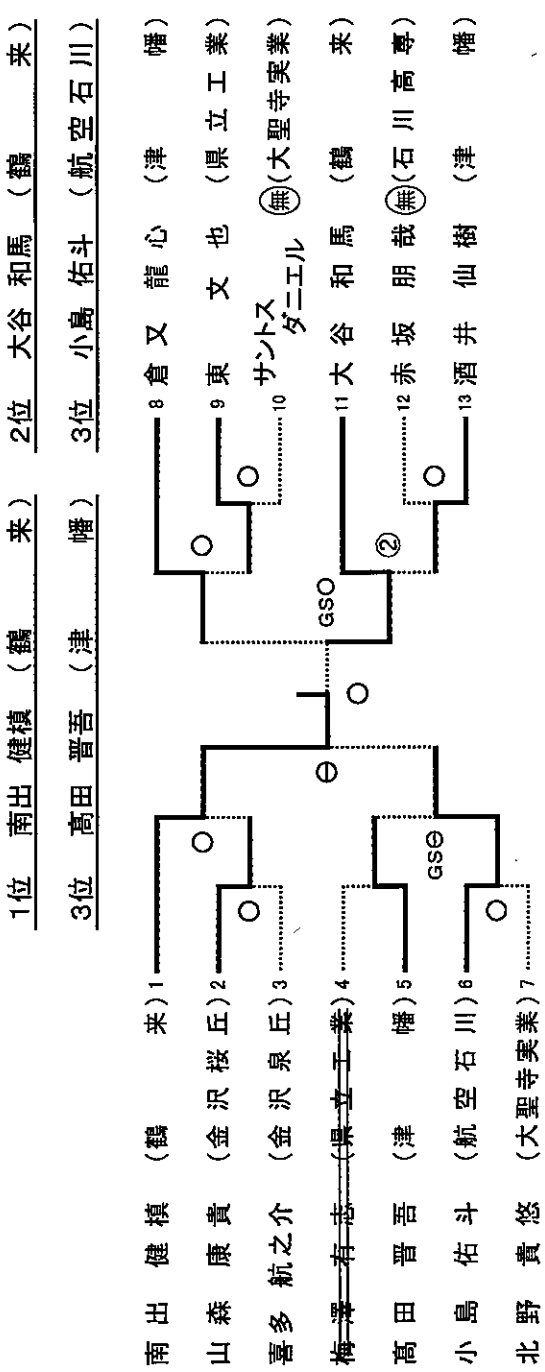 1位 南出 健槙 (鶴 来)
2位 大谷 和馬 (鶴 来)
3位 髙田 晋吾 (津 幡)
3位 小島 佑斗 (航空石川)
南出 健槙 (鶴 来) 1
山森 康貴 (金沢桜丘) 2
喜多 航之介 (金沢泉丘) 3
梅澤 有志 (県立工業) 4
髙田 晋吾 (津 幡) 5
小島 佑斗 (航空石川) 6
北野 貴悠 (大聖寺実業) 7
○
○
○
GS⊖
⊖
○
GS○
○
○
②
○
8 倉又 龍心 (津 幡)
9 東 文也 (県立工業)
10 サントス ダニエル ㊎(大聖寺実業)
11 大谷 和馬 (鶴 来)
12 赤坂 朋哉 (無)(石川高専)
13 酒井 仙樹 (津 幡)